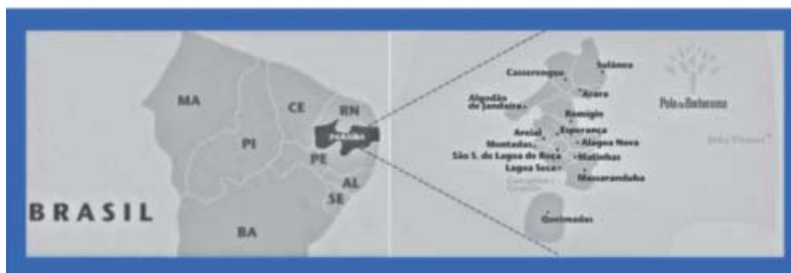 MA
CE
RN
PI
PARAÍBA
PE
AL
SE
BA
BRASIL
Solânea
Casserengue
Arara
Algodão
de Jandaíra
Polo da Borborema
Remígio
Areial
Esperança
Montadas
Alagoa Nova
São S. de Lagoa de Roça
Matinhas
Lagoa Seca
Massaranduba
Queimadas